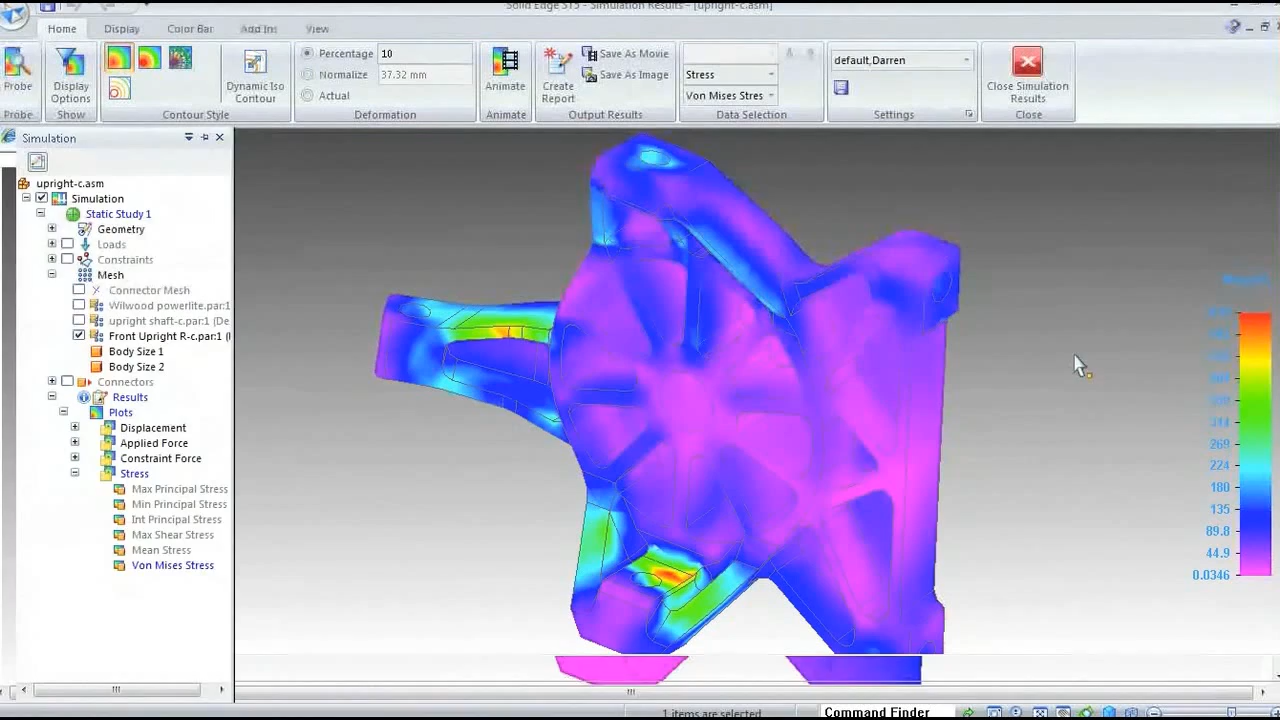 Solid Edge ST5 - Simulation Results - [upright-c.asm]
Home Display Color Bar Add Ins View
Probe
Display Options
Dynamic Iso Contour
Percentage 10
Normalize 37.32 mm
Actual
Animate
Create Report
Save As Movie
Save As Image
Stress
Von Mises Stres
default,Darren
Close Simulation Results
Probe Show Contour Style Deformation Animate Output Results Data Selection Settings Close
Simulation
upright-c.asm
Simulation
Static Study 1
Geometry
Loads
Constraints
Mesh
Connector Mesh
Wilwood powerlite.par:1
upright shaft-c.par:1 (De
Front Upright R-c.par:1 (
Body Size 1
Body Size 2
Connectors
Results
Plots
Displacement
Applied Force
Constraint Force
Stress
Max Principal Stress
Min Principal Stress
Int Principal Stress
Max Shear Stress
Mean Stress
Von Mises Stress
314
269
224
180
135
89.8
44.9
0.0346
1 items are selected
Command Finder